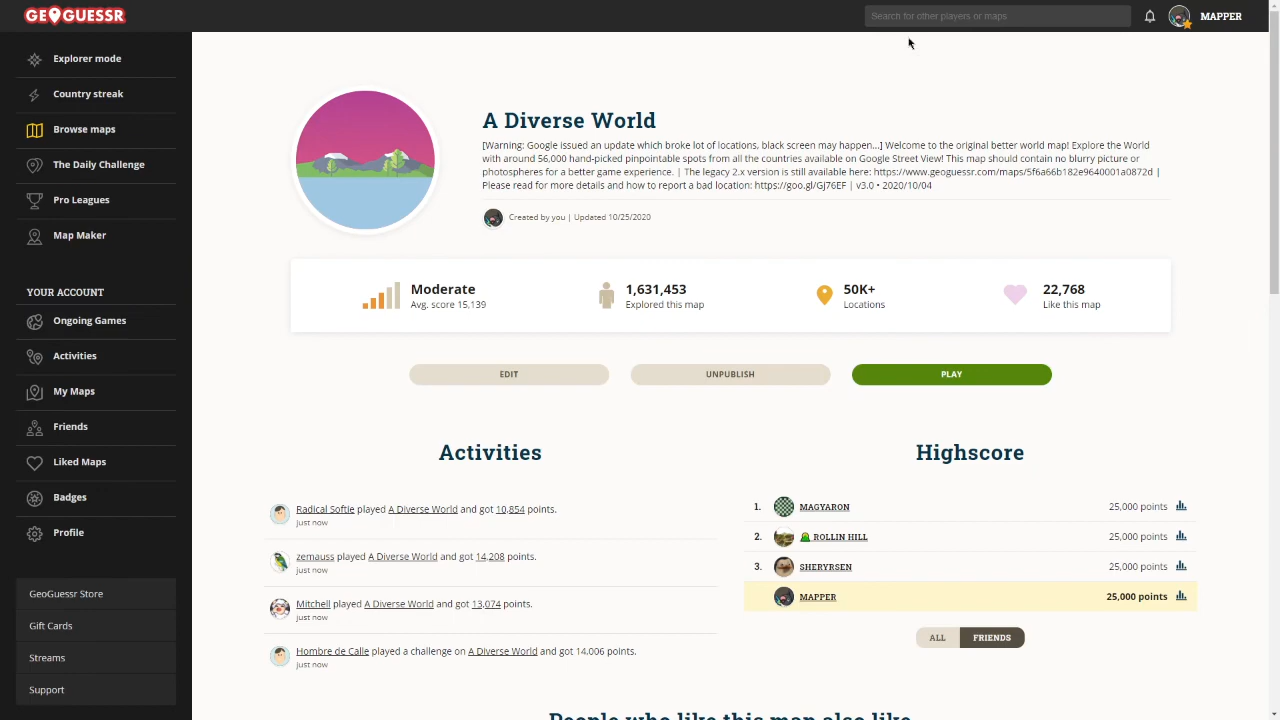 GEOGUESSR
Search for other players or maps
MAPPER
Explorer mode
Country streak
Browse maps
The Daily Challenge
Pro Leagues
Map Maker
YOUR ACCOUNT
Ongoing Games
Activities
My Maps
Friends
Liked Maps
Badges
Profile
GeoGuessr Store
Gift Cards
Streams
Support
A Diverse World
[Warning: Google issued an update which broke lot of locations, black screen may happen...] Welcome to the original better world map! Explore the World
with around 56,000 hand-picked pinpointable spots from all the countries available on Google Street View! This map should contain no blurry picture or
photospheres for a better game experience. | The legacy 2.x version is still available here: https://www.geoguessr.com/maps/5f6a66b182e9640001a0872d |
Please read for more details and how to report a bad location: https://goo.gl/Gj76EF | v3.0 • 2020/10/04
Created by you | Updated 10/25/2020
Moderate
Avg. score 15,139
1,631,453
Explored this map
50K+
Locations
22,768
Like this map
EDIT
UNPUBLISH
PLAY
Activities
Radical Softie played A Diverse World and got 10,854 points.
just now
zemauss played A Diverse World and got 14,208 points.
just now
Mitchell played A Diverse World and got 13,074 points.
just now
Hombre de Calle played a challenge on A Diverse World and got 14,006 points.
just now
Highscore
1. MAGYARON 25,000 points
2. ROLLIN HILL 25,000 points
3. SHERYRSEN 25,000 points
MAPPER 25,000 points
ALL FRIENDS
People who like this map also like